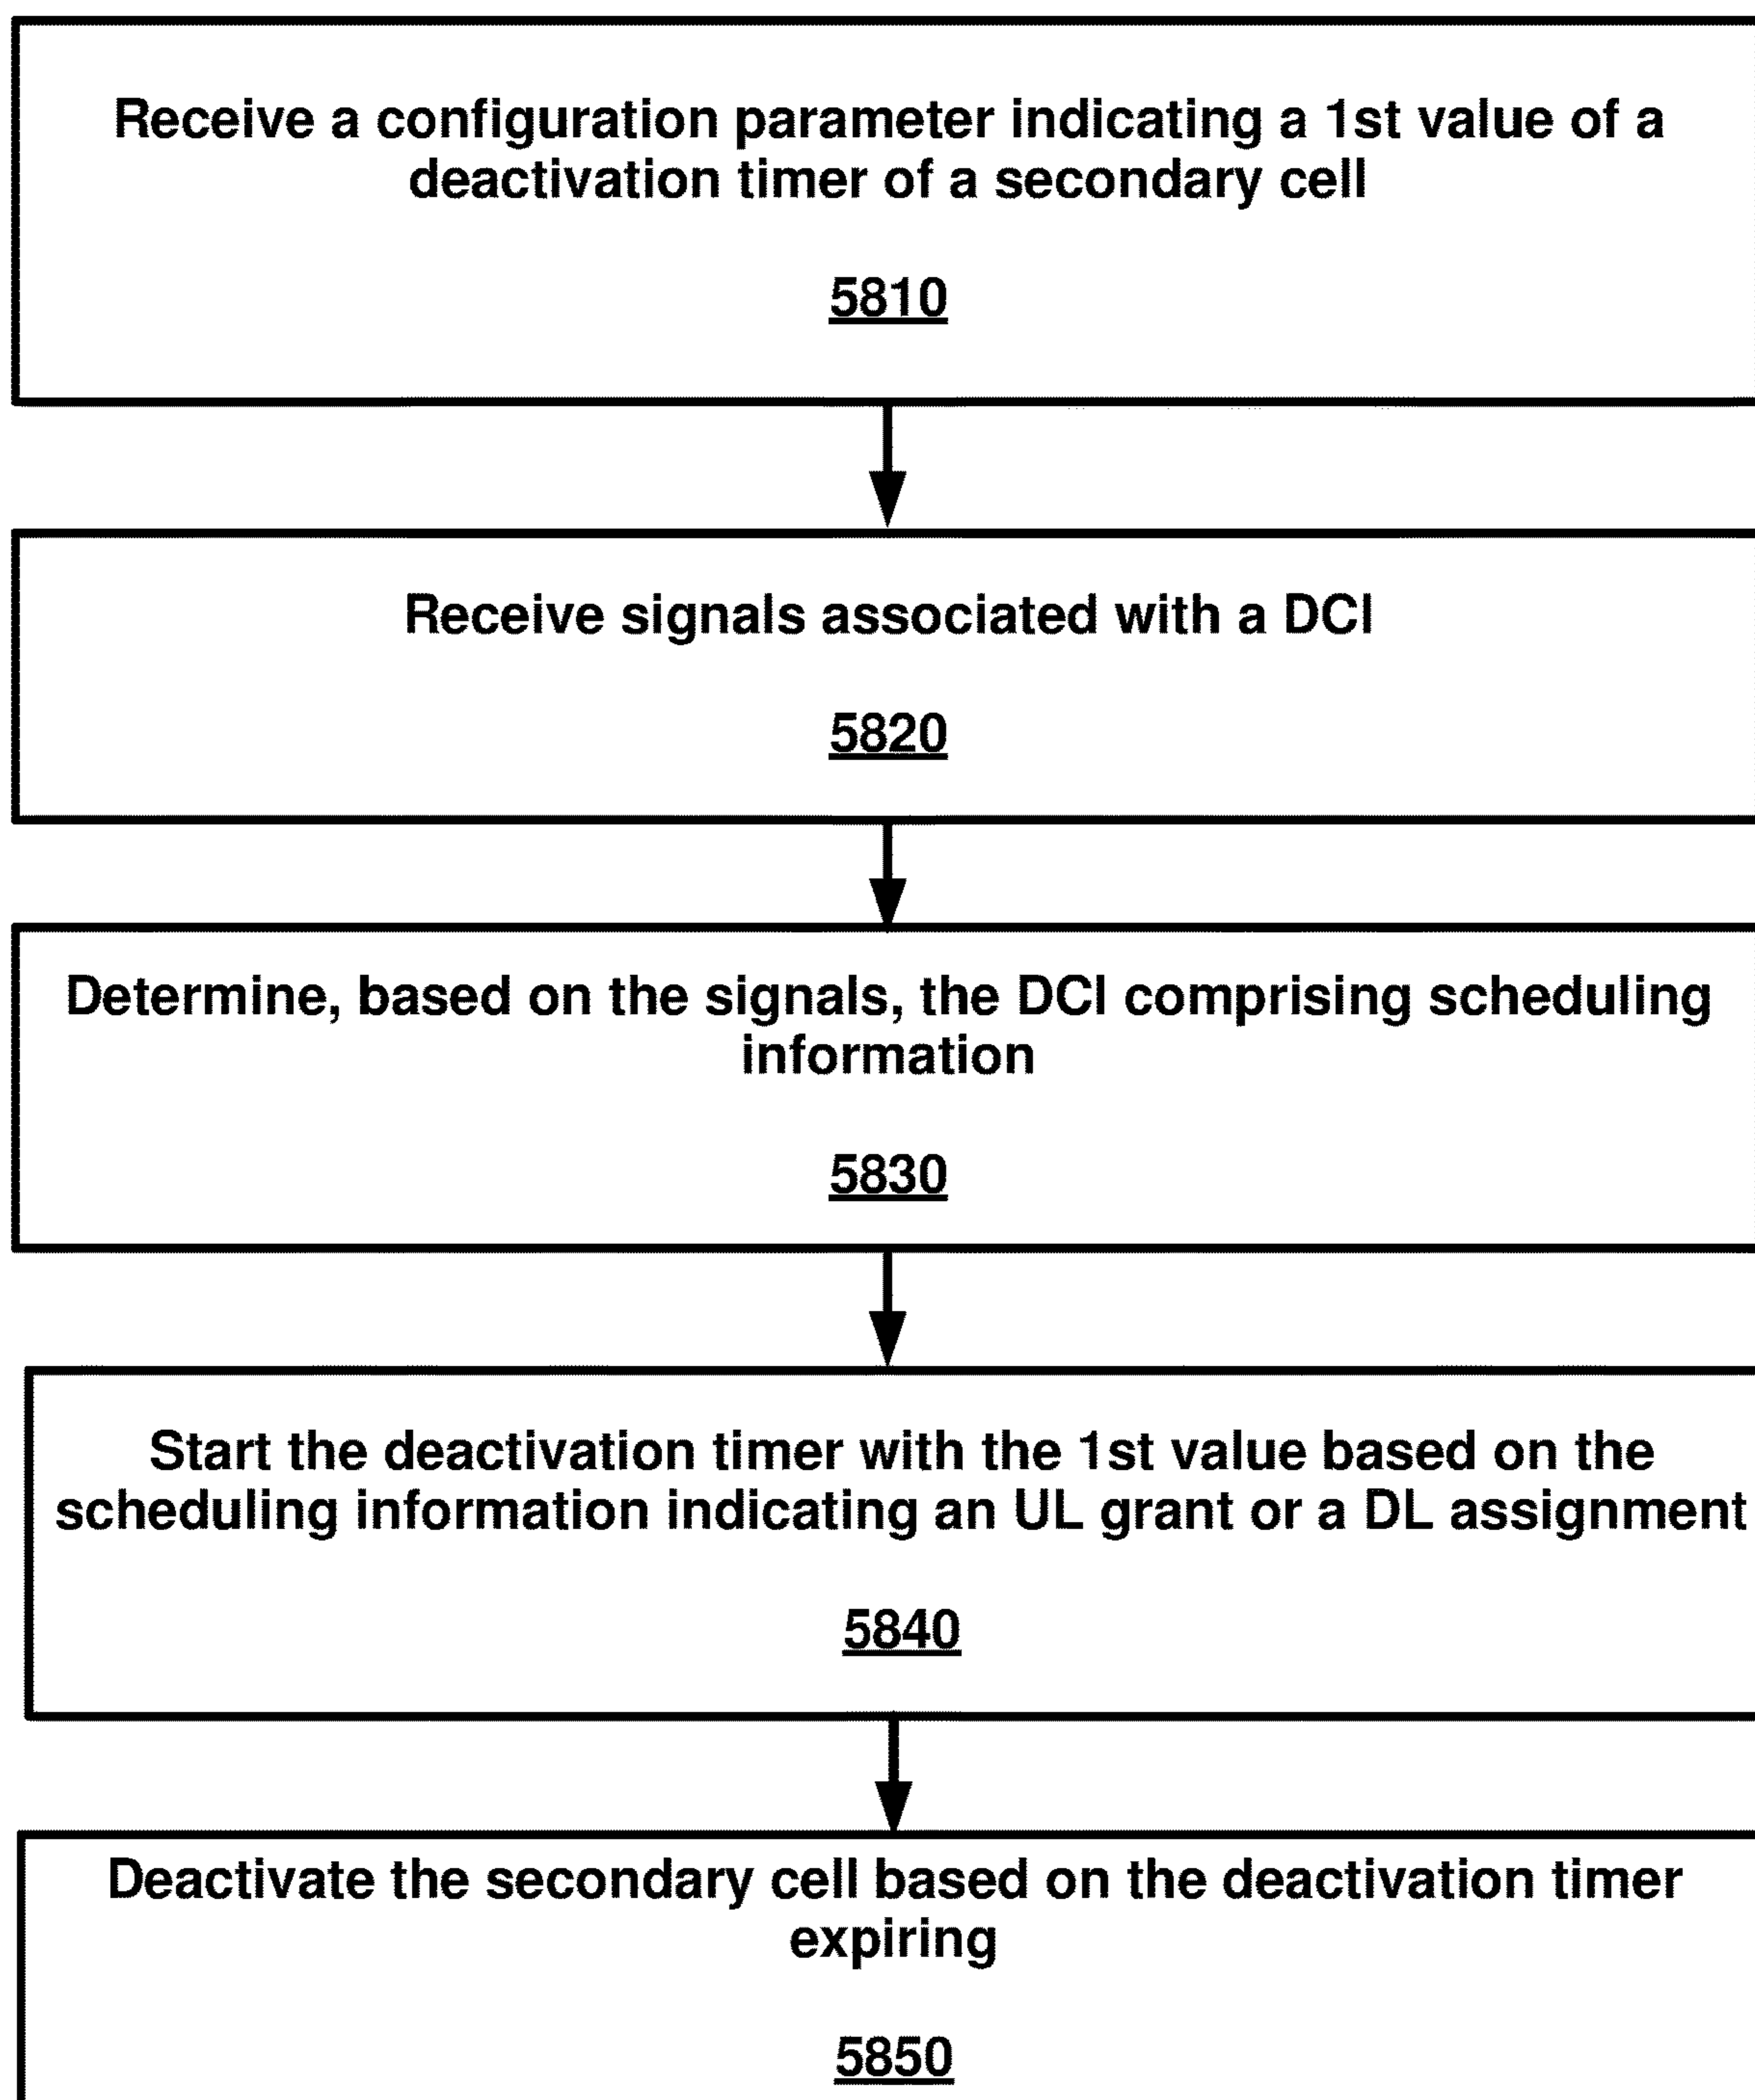 Receive a configuration parameter indicating a 1st value of a
deactivation timer of a secondary cell
5810
Receive signals associated with a DCI
5820
Determine, based on the signals, the DCI comprising scheduling
information
5830
Start the deactivation timer with the 1st value based on the
scheduling information indicating an UL grant or a DL assignment
5840
Deactivate the secondary cell based on the deactivation timer
expiring
5850